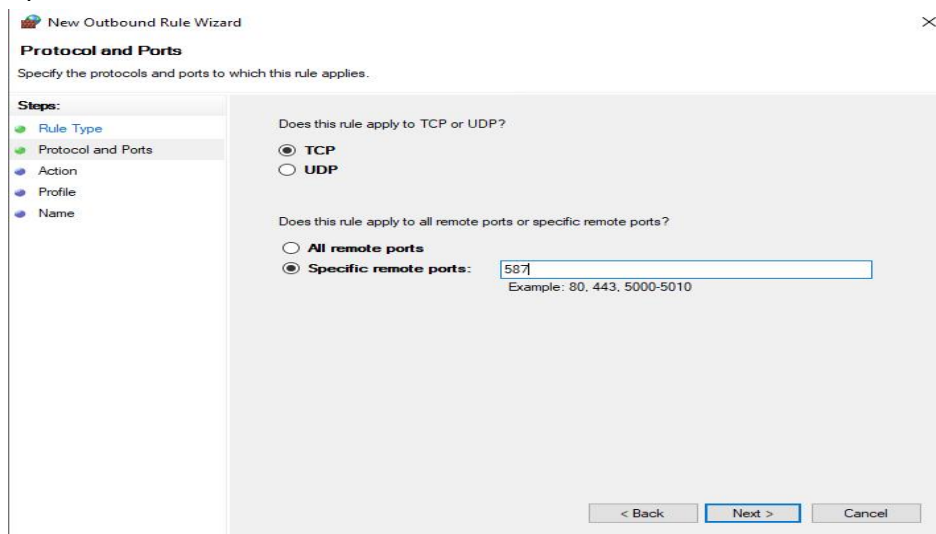 New Outbound Rule Wizard
Protocol and Ports
Specify the protocols and ports to which this rule applies.
Steps:
Rule Type
Protocol and Ports
Action
Profile
Name
Does this rule apply to TCP or UDP?
TCP
UDP
Does this rule apply to all remote ports or specific remote ports?
All remote ports
Specific remote ports: 587
Example: 80, 443, 5000-5010
< Back Next > Cancel